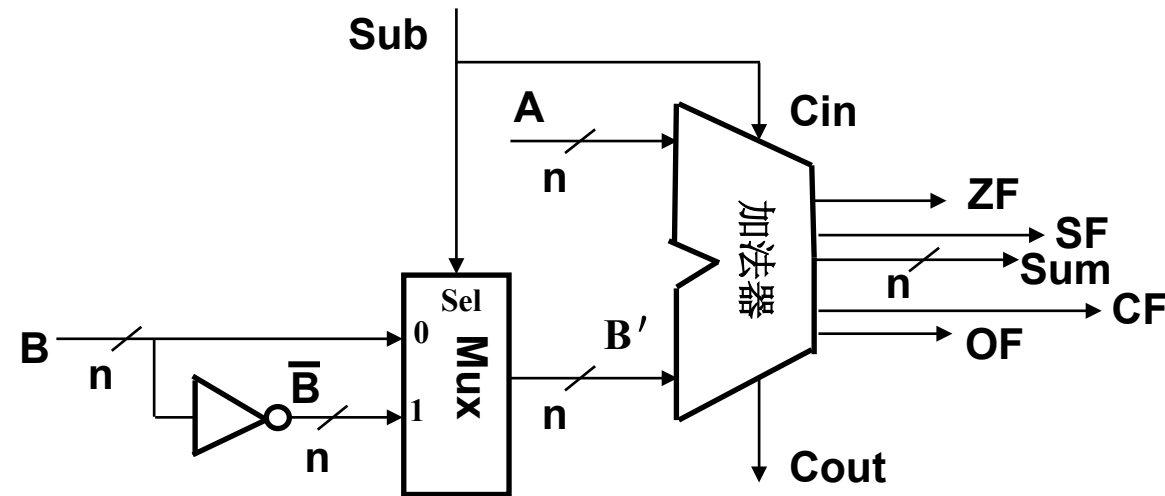 Sub
A
n
Cin
加法器
ZF
SF
n
Sum
CF
OF
Sel
B
n
0
Mux
B′
n
B̅
n
1
Cout